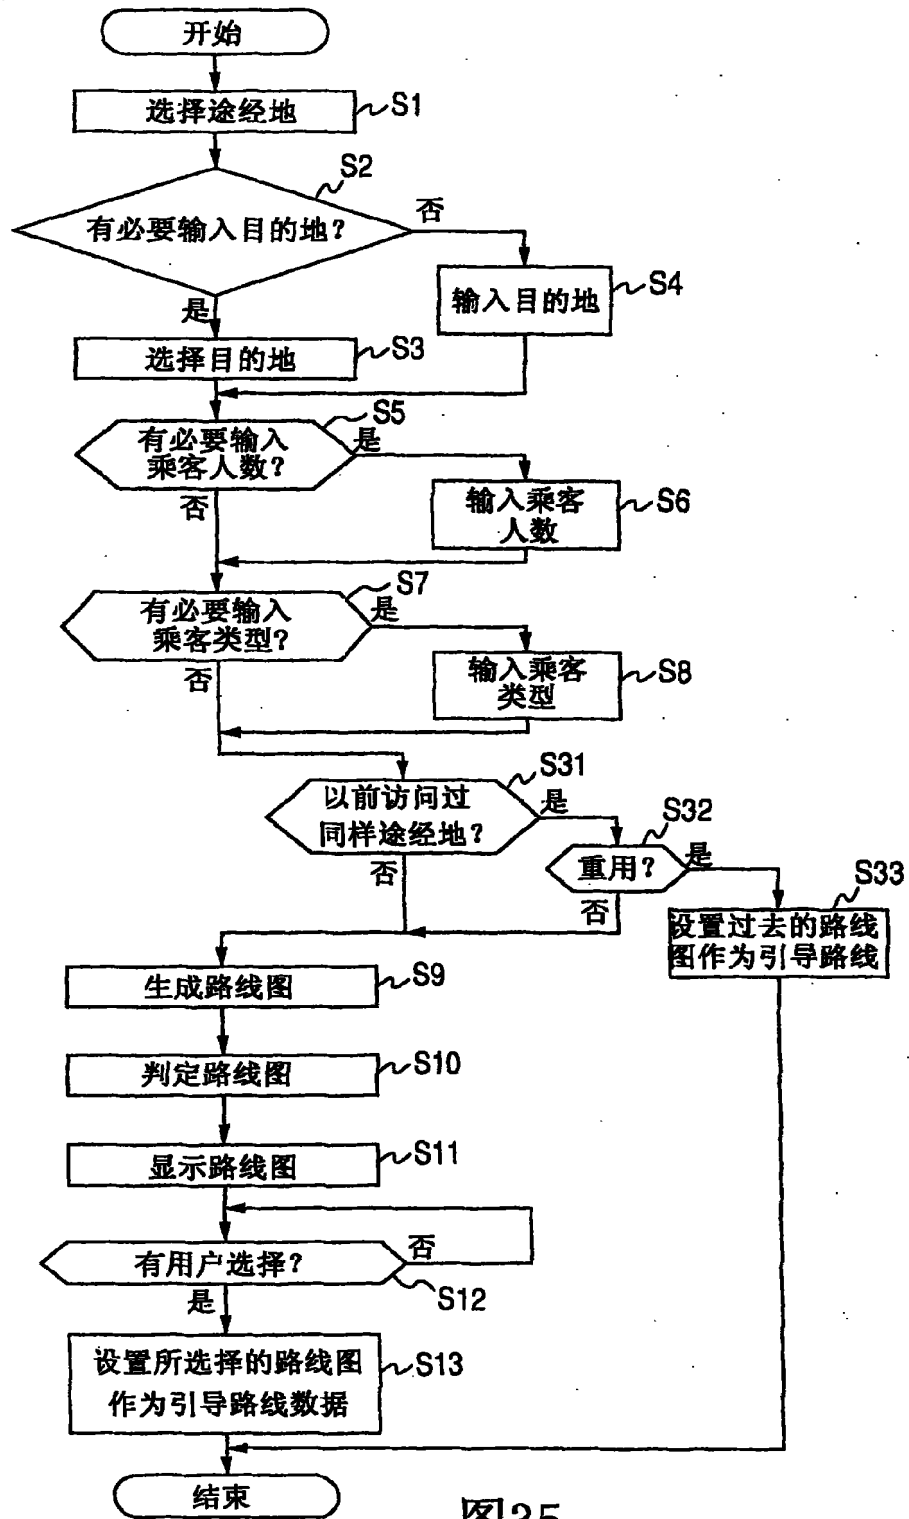 开始
选择途经地
S1
S2
有必要输入目的地？
否
是
输入目的地
S4
选择目的地
S3
S5
有必要输入
乘客人数？
是
否
输入乘客
人数
S6
S7
有必要输入
乘客类型？
是
否
输入乘客
类型
S8
S31
以前访问过
同样途经地？
是
否
S32
重用？
是
否
S33
设置过去的路线
图作为引导路线
生成路线图
S9
判定路线图
S10
显示路线图
S11
有用户选择？
否
S12
是
设置所选择的路线图
作为引导路线数据
S13
结束
图35